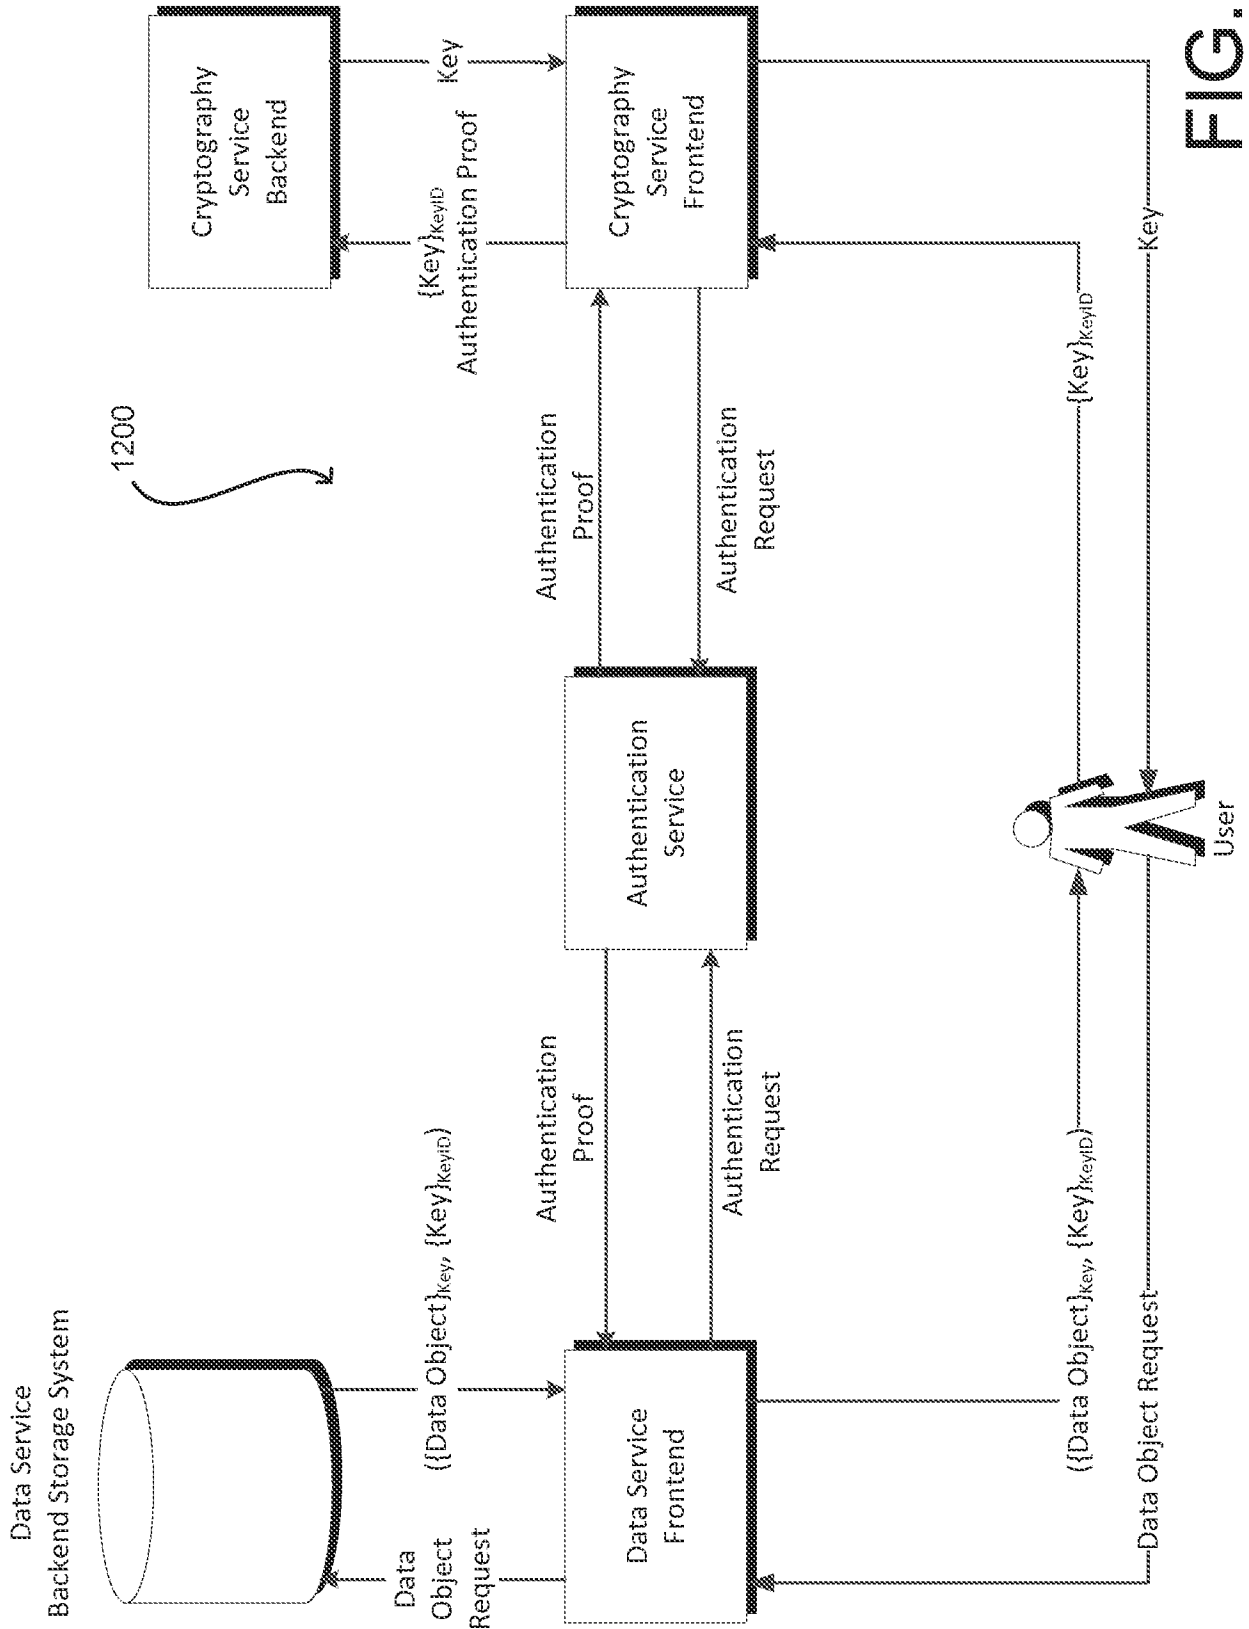 Data Service
Backend Storage System
Data
Object
Request
({Data Object}Key, {Key}KeyID)
Data Service
Frontend
Authentication
Proof
Authentication
Request
Authentication
Service
Authentication
Proof
Authentication
Request
1200
Cryptography
Service
Backend
{Key}KeyID
Authentication Proof
Key
Cryptography
Service
Frontend
({Data Object}Key, {Key}KeyID)
Data Object Request
{Key}KeyID
Key
User
FIG.